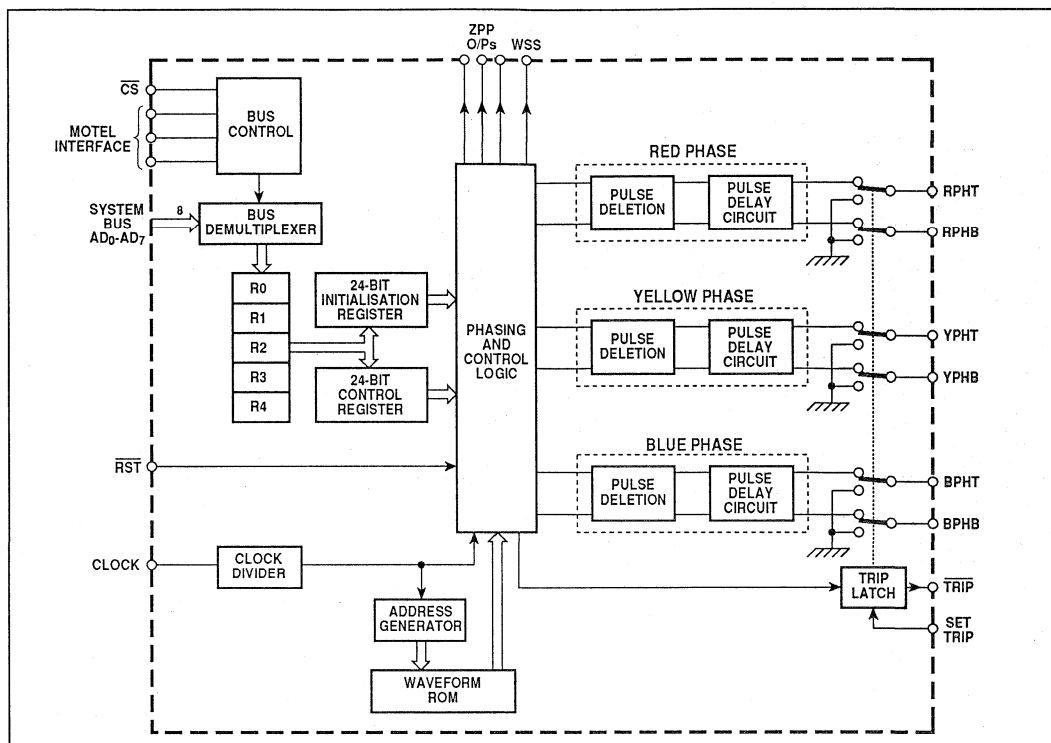 ZPP
O/Ps
WSS
CS
MOTEL
INTERFACE
BUS
CONTROL
SYSTEM
BUS
AD0-AD7
8
BUS
DEMULTIPLEXER
R0
R1
R2
R3
R4
24-BIT
INITIALISATION
REGISTER
24-BIT
CONTROL
REGISTER
PHASING
AND
CONTROL
LOGIC
RED PHASE
PULSE
DELETION
PULSE
DELAY
CIRCUIT
RPHT
RPHB
YELLOW PHASE
PULSE
DELETION
PULSE
DELAY
CIRCUIT
YPHT
YPHB
BLUE PHASE
PULSE
DELETION
PULSE
DELAY
CIRCUIT
BPHT
BPHB
RST
CLOCK
CLOCK
DIVIDER
ADDRESS
GENERATOR
WAVEFORM
ROM
TRIP
LATCH
TRIP
SET
TRIP